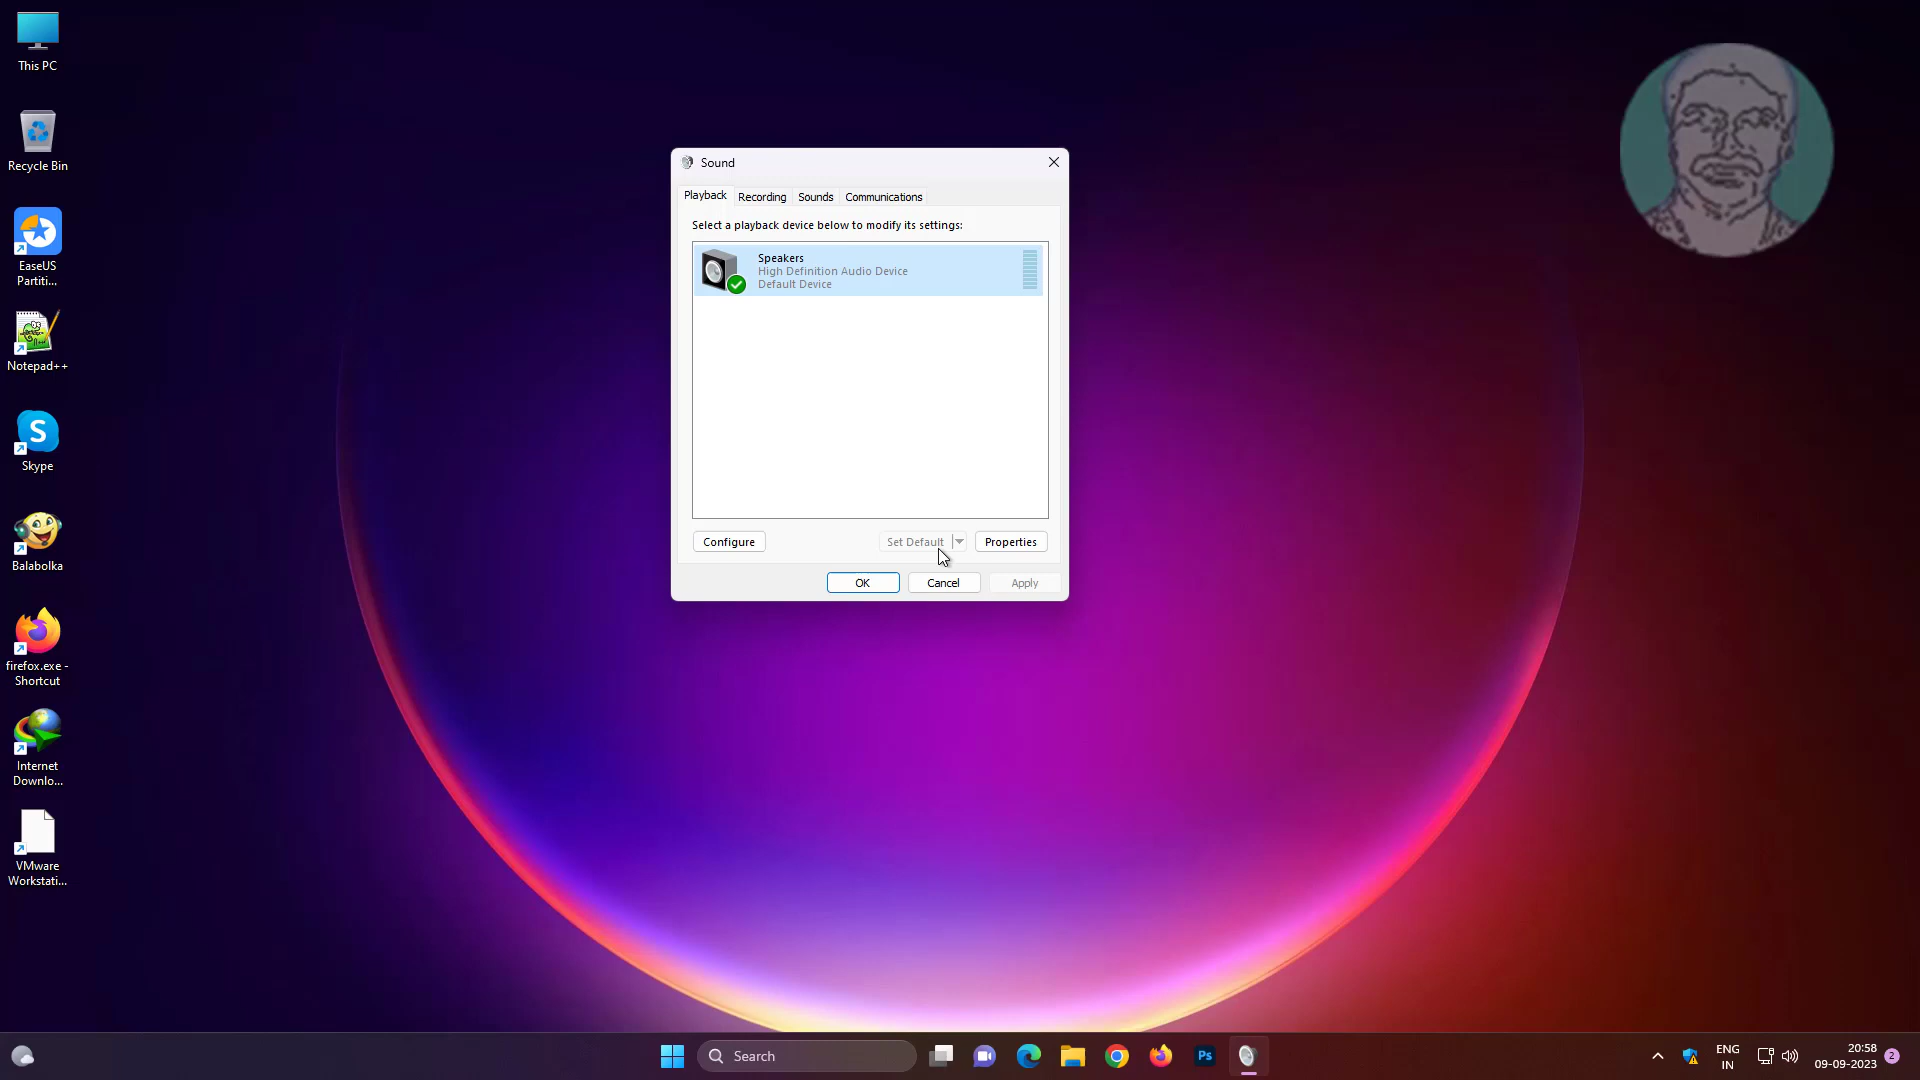 This PC
Recycle Bin
EaseUS
Partiti...
Notepad++
S
Skype
Balabolka
firefox.exe -
Shortcut
Internet
Downlo...
VMware
Workstati...
Sound
Playback
Recording
Sounds
Communications
Select a playback device below to modify its settings:
Speakers
High Definition Audio Device
Default Device
Configure
Set Default
Properties
OK
Cancel
Apply
Search
Ps
ENG
IN
20:58
09-09-2023
2